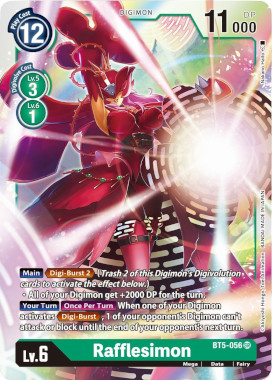 DIGIMON
Play Cost
12
11000 DP
Digivolve Cost
Lv.5
3
Lv.6
1
Main Digi-Burst 2 (Trash 2 of this Digimon's Digivolution
cards to activate the effect below.)
· All of your Digimon get +2000 DP for the turn.
Your Turn Once Per Turn When one of your Digimon
activates Digi-Burst, 1 of your opponent's Digimon can't
attack or block until the end of your opponent's next turn.
BT5-056 SR
Lv.6
Rafflesimon
Mega